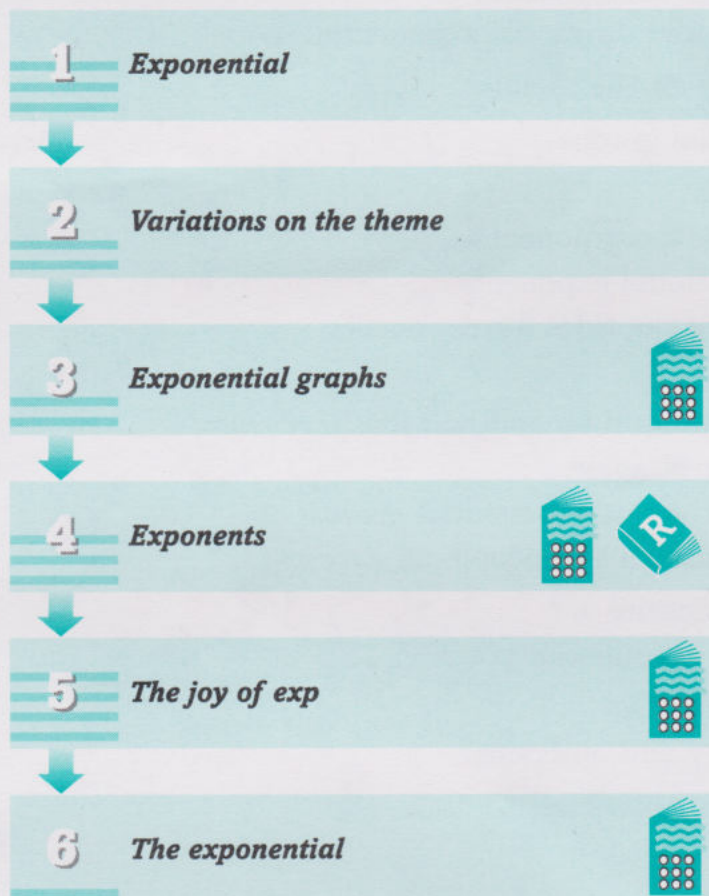 1 Exponential
2 Variations on the theme
3 Exponential graphs
4 Exponents
R
5 The joy of exp
6 The exponential